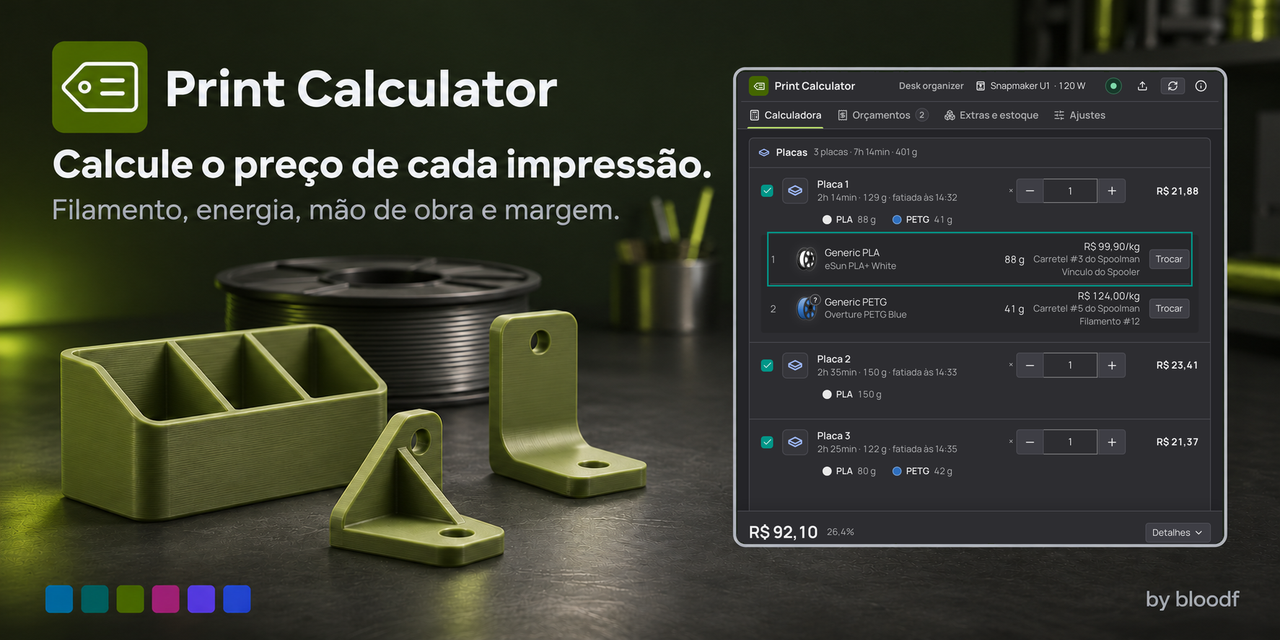 Print Calculator
Calcule o preço de cada impressão.
Filamento, energia, mão de obra e margem.
Print Calculator
Desk organizer
Snapmaker U1 · 120 W
Calculadora
Orçamentos 2
Extras e estoque
Ajustes
Placas 3 placas · 7h 14min · 401 g
Placa 1
2h 14min · 129 g · fatiada às 14:32
× − 1 +
R$ 21,88
PLA 88 g
PETG 41 g
1
Generic PLA
eSun PLA+ White
88 g
R$ 99,90/kg
Carretel #3 do Spoolman
Vínculo do Spooler
Trocar
2
?
Generic PETG
Overture PETG Blue
41 g
R$ 124,00/kg
Carretel #5 do Spoolman
Filamento #12
Trocar
Placa 2
2h 35min · 150 g · fatiada às 14:33
× − 1 +
R$ 23,41
PLA 150 g
Placa 3
2h 25min · 122 g · fatiada às 14:35
× − 1 +
R$ 21,37
PLA 80 g
PETG 42 g
R$ 92,10 26,4%
Detalhes
by bloodf